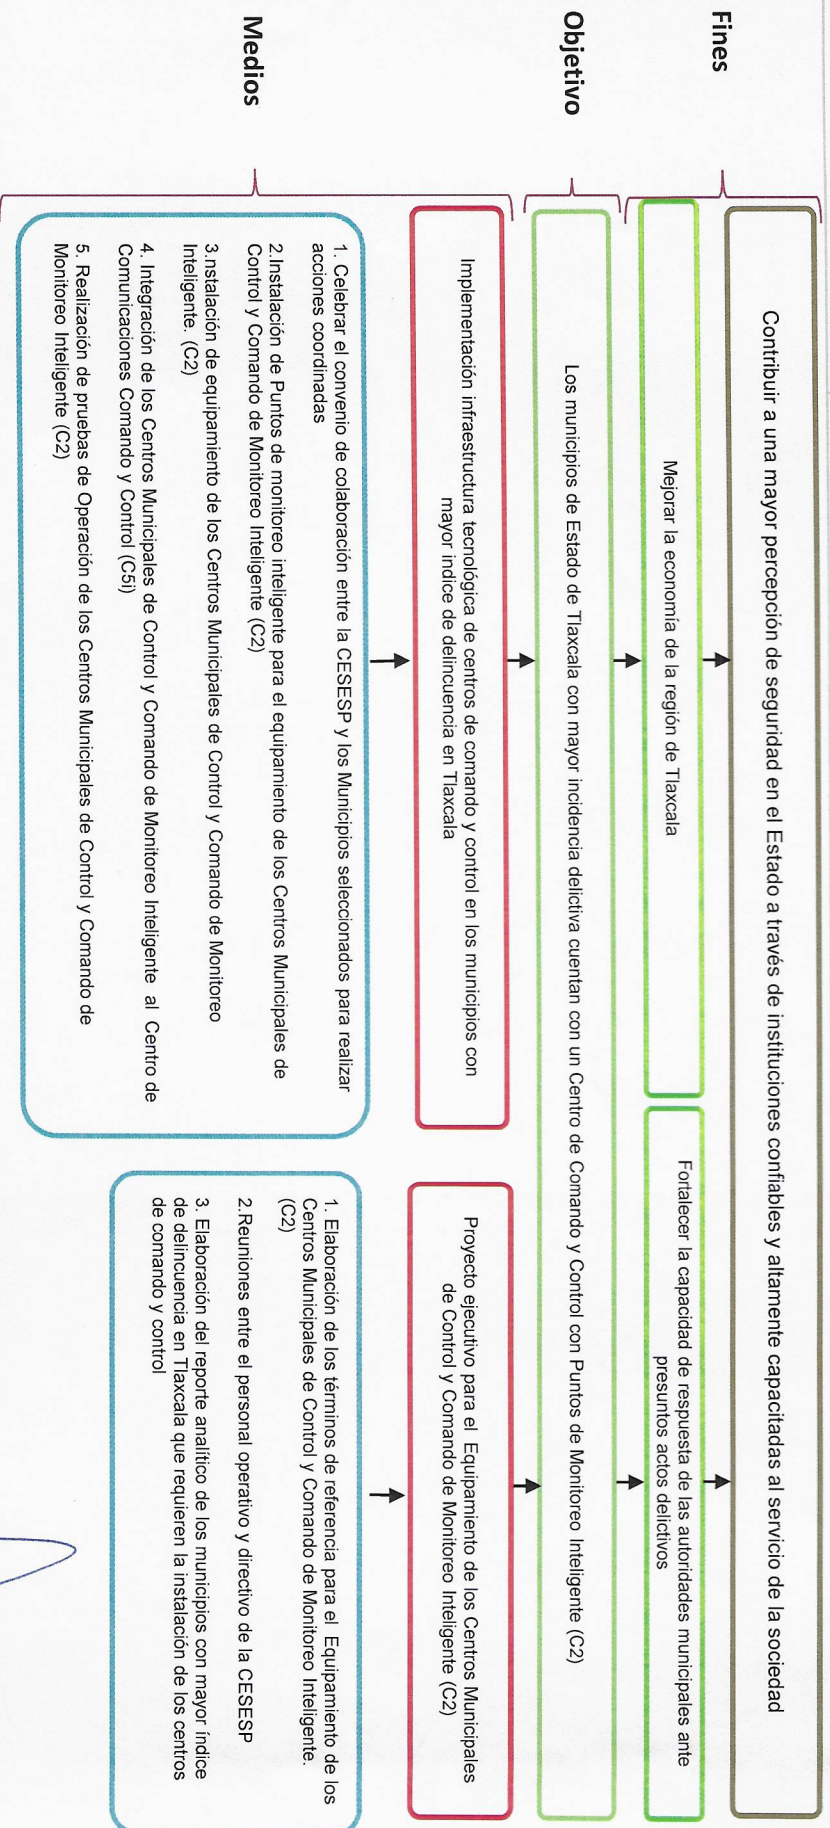 Fines
Contribuir a una mayor percepción de seguridad en el Estado a través de instituciones confiables y altamente capacitadas al servicio de la sociedad
Mejorar la economía de la región de Tlaxcala
Fortalecer la capacidad de respuesta de las autoridades municipales ante
presuntos actos delictivos
Objetivo
Los municipios de Estado de Tlaxcala con mayor incidencia delictiva cuentan con un Centro de Comando y Control con Puntos de Monitoreo Inteligente (C2)
Medios
Implementación infraestructura tecnológica de centros de comando y control en los municipios con
mayor indice de delincuencia en Tlaxcala
Proyecto ejecutivo para el Equipamiento de los Centros Municipales
de Control y Comando de Monitoreo Inteligente (C2)
1. Celebrar el convenio de colaboración entre la CESESP y los Municipios seleccionados para realizar
acciones coordinadas
2.Instalación de Puntos de monitoreo inteligente para el equipamiento de los Centros Municipales de
Control y Comando de Monitoreo Inteligente (C2)
3.nstalación de equipamiento de los Centros Municipales de Control y Comando de Monitoreo
Inteligente. (C2)
4. Integración de los Centros Municipales de Control y Comando de Monitoreo Inteligente al Centro de
Comunicaciones Comando y Control (C5i)
5. Realización de pruebas de Operación de los Centros Municipales de Control y Comando de
Monitoreo Inteligente (C2)
1. Elaboración de los términos de referencia para el Equipamiento de los
Centros Municipales de Control y Comando de Monitoreo Inteligente.
(C2)
2.Reuniones entre el personal operativo y directivo de la CESESP
3. Elaboración del reporte analítico de los municipios con mayor índice
de delincuencia en Tlaxcala que requieren la instalación de los centros
de comando y control